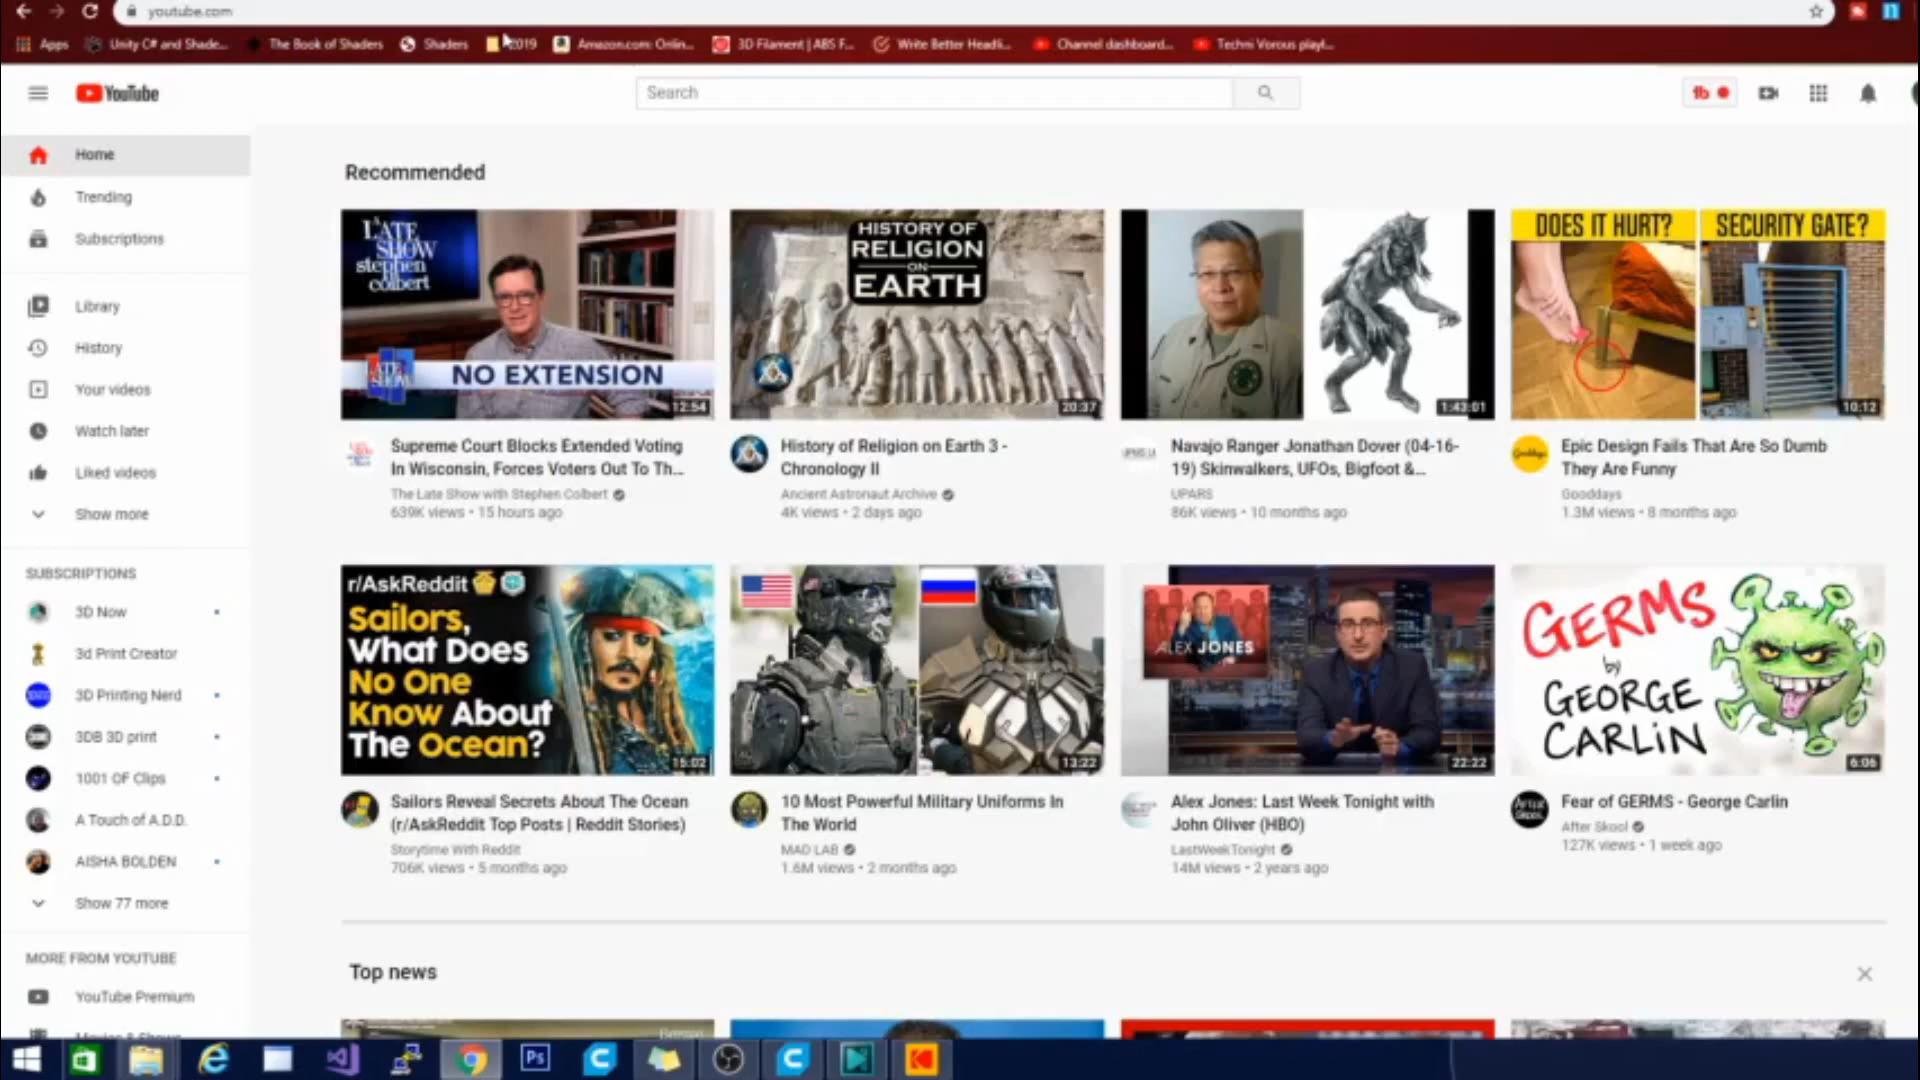 youtube.com
Apps
Unity C# and Shade...
The Book of Shaders
Shaders
2019
Amazon.com: Onlin...
3D Filament | ABS F...
Write Better Headli...
Channel dashboard...
Techni Vorous playl...
YouTube
Search
Home
Trending
Subscriptions
Library
History
Your videos
Watch later
Liked videos
Show more
SUBSCRIPTIONS
3D Now
3d Print Creator
3D Printing Nerd
3DB 3D print
1001 OF Clips
A Touch of A.D.D.
AISHA BOLDEN
Show 77 more
MORE FROM YOUTUBE
YouTube Premium
Movies & Shows
Recommended
A LATE SHOW
stephen
colbert
LATE SHOW
NO EXTENSION
12:54
Supreme Court Blocks Extended Voting
In Wisconsin, Forces Voters Out To Th...
The Late Show with Stephen Colbert
639K views • 15 hours ago
HISTORY OF
RELIGION
ON
EARTH
20:37
History of Religion on Earth 3 -
Chronology II
Ancient Astronaut Archive
4K views • 2 days ago
1:43:01
Navajo Ranger Jonathan Dover (04-16-
19) Skinwalkers, UFOs, Bigfoot &...
UPARS
86K views • 10 months ago
DOES IT HURT?
SECURITY GATE?
10:12
Epic Design Fails That Are So Dumb
They Are Funny
Gooddays
1.3M views • 8 months ago
r/AskReddit
Sailors,
What Does
No One
Know About
The Ocean?
15:02
Sailors Reveal Secrets About The Ocean
(r/AskReddit Top Posts | Reddit Stories)
Storytime With Reddit
706K views • 5 months ago
13:22
10 Most Powerful Military Uniforms In
The World
MAD LAB
1.6M views • 2 months ago
ALEX JONES
22:22
Alex Jones: Last Week Tonight with
John Oliver (HBO)
LastWeekTonight
14M views • 2 years ago
GERMS
by
GEORGE
CARLIN
6:06
Fear of GERMS - George Carlin
After Skool
127K views • 1 week ago
Top news
Ps